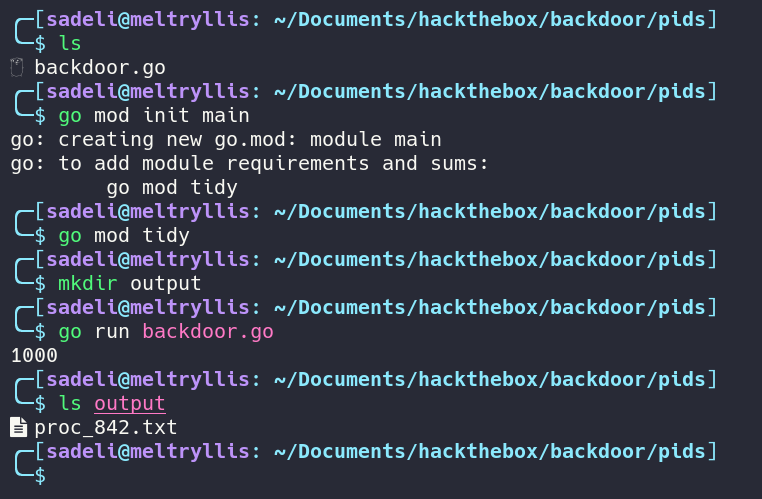 [sadeli@meltryllis: ~/Documents/hackthebox/backdoor/pids]
$ ls
backdoor.go
[sadeli@meltryllis: ~/Documents/hackthebox/backdoor/pids]
$ go mod init main
go: creating new go.mod: module main
go: to add module requirements and sums:
        go mod tidy
[sadeli@meltryllis: ~/Documents/hackthebox/backdoor/pids]
$ go mod tidy
[sadeli@meltryllis: ~/Documents/hackthebox/backdoor/pids]
$ mkdir output
[sadeli@meltryllis: ~/Documents/hackthebox/backdoor/pids]
$ go run backdoor.go
1000
[sadeli@meltryllis: ~/Documents/hackthebox/backdoor/pids]
$ ls output
proc_842.txt
[sadeli@meltryllis: ~/Documents/hackthebox/backdoor/pids]
$